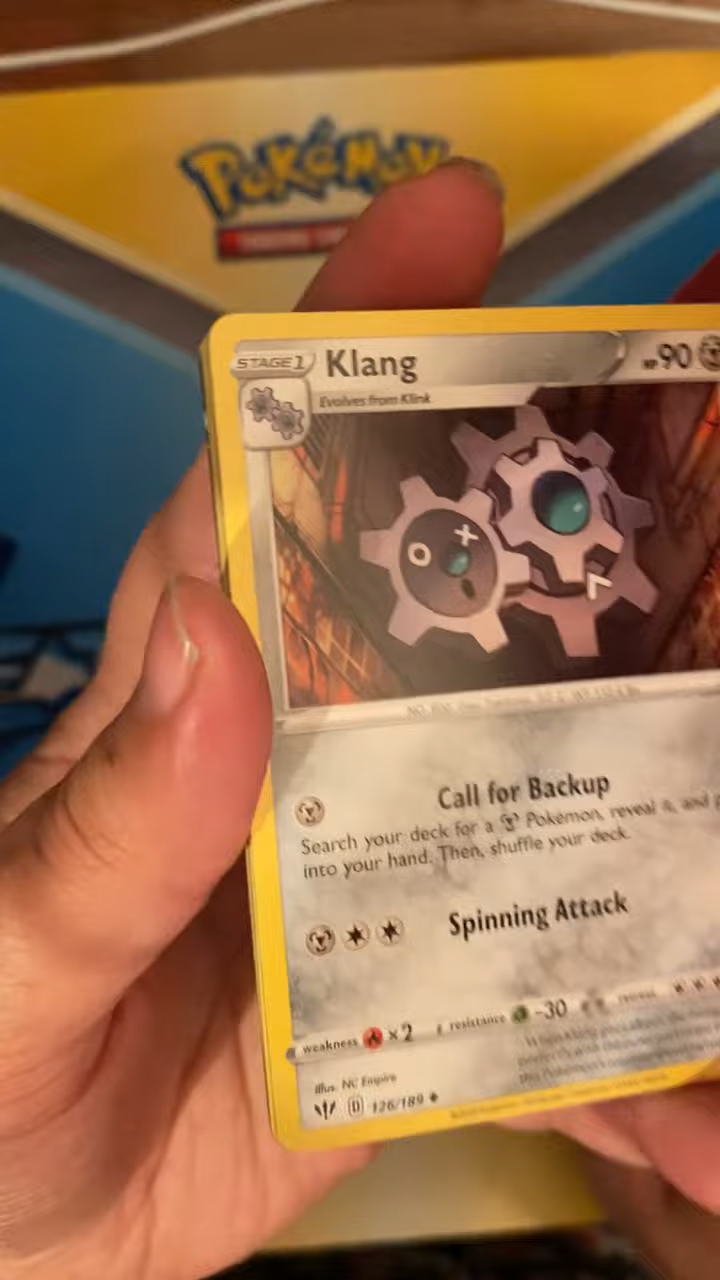 Pokémon
STAGE 1
Klang
HP 90
Evolves from Klink
Call for Backup
Search your deck for a Pokémon, reveal it, and
into your hand. Then, shuffle your deck.
Spinning Attack
weakness ×2 resistance -30
Illus. NC Empire
D 126/189